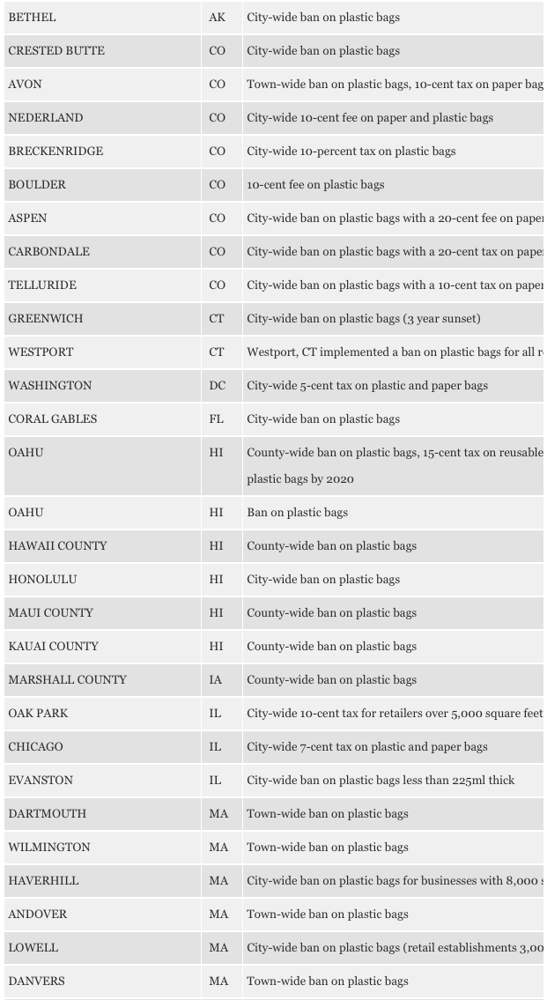 BETHEL AK City-wide ban on plastic bags
CRESTED BUTTE CO City-wide ban on plastic bags
AVON CO Town-wide ban on plastic bags, 10-cent tax on paper bag
NEDERLAND CO City-wide 10-cent fee on paper and plastic bags
BRECKENRIDGE CO City-wide 10-percent tax on plastic bags
BOULDER CO 10-cent fee on plastic bags
ASPEN CO City-wide ban on plastic bags with a 20-cent fee on paper
CARBONDALE CO City-wide ban on plastic bags with a 20-cent tax on paper
TELLURIDE CO City-wide ban on plastic bags with a 10-cent tax on paper
GREENWICH CT City-wide ban on plastic bags (3 year sunset)
WESTPORT CT Westport, CT implemented a ban on plastic bags for all
WASHINGTON DC City-wide 5-cent tax on plastic and paper bags
CORAL GABLES FL City-wide ban on plastic bags
OAHU HI County-wide ban on plastic bags, 15-cent tax on reusable
plastic bags by 2020
OAHU HI Ban on plastic bags
HAWAII COUNTY HI County-wide ban on plastic bags
HONOLULU HI City-wide ban on plastic bags
MAUI COUNTY HI County-wide ban on plastic bags
KAUAI COUNTY HI County-wide ban on plastic bags
MARSHALL COUNTY IA County-wide ban on plastic bags
OAK PARK IL City-wide 10-cent tax for retailers over 5,000 square feet
CHICAGO IL City-wide 7-cent tax on plastic and paper bags
EVANSTON IL City-wide ban on plastic bags less than 225ml thick
DARTMOUTH MA Town-wide ban on plastic bags
WILMINGTON MA Town-wide ban on plastic bags
HAVERHILL MA City-wide ban on plastic bags for businesses with 8,000
ANDOVER MA Town-wide ban on plastic bags
LOWELL MA City-wide ban on plastic bags (retail establishments 3,00
DANVERS MA Town-wide ban on plastic bags